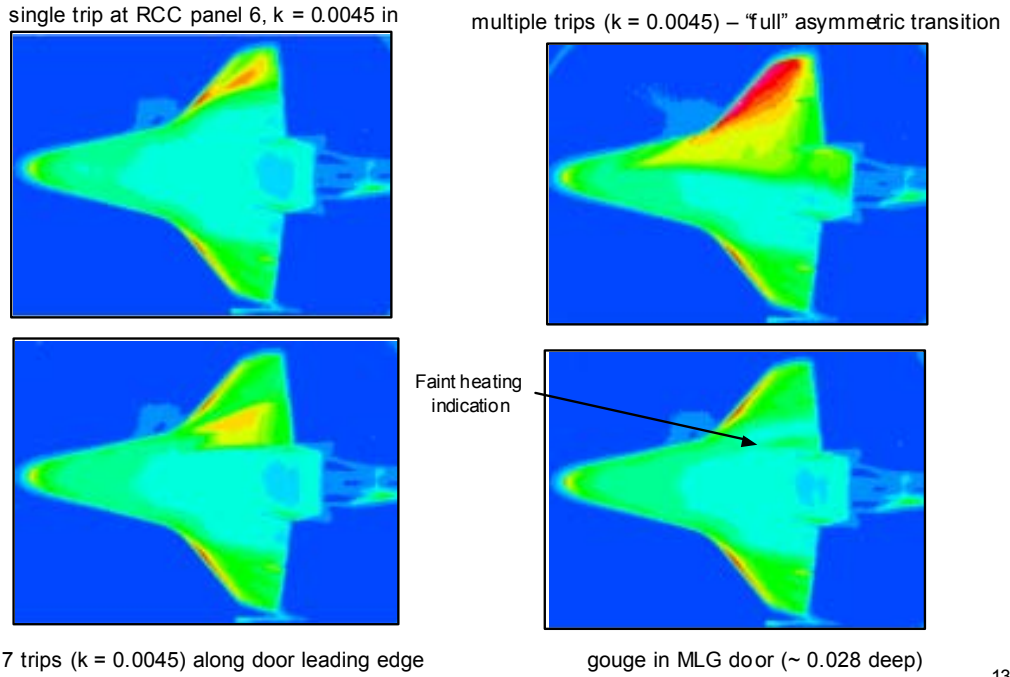 single trip at RCC panel 6, k = 0.0045 in
multiple trips (k = 0.0045) – “full” asymmetric transition
Faint heating
indication
7 trips (k = 0.0045) along door leading edge
gouge in MLG door (~ 0.028 deep)
13